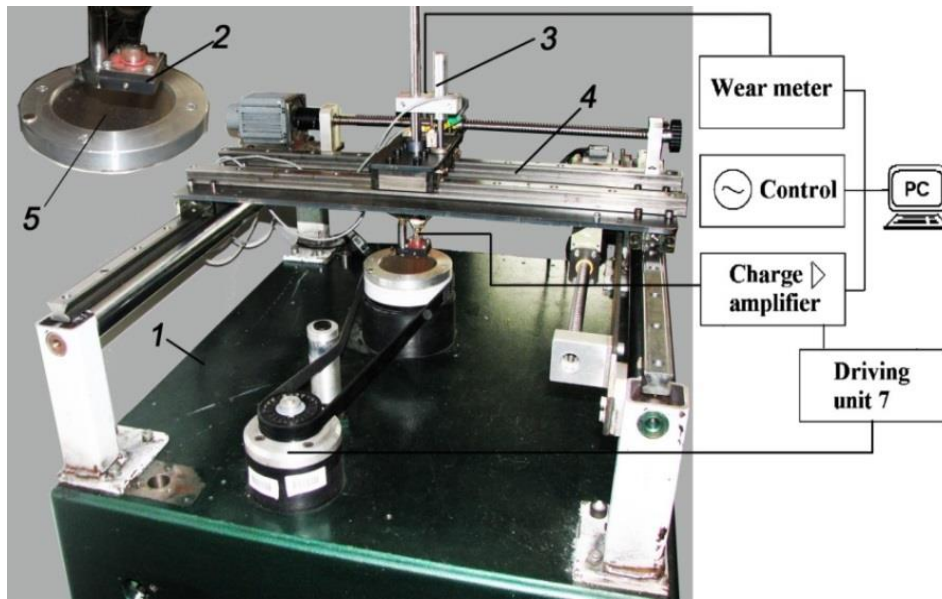 2
3
Wear meter
4
Control
PC
5
Charge
amplifier
1
Driving
unit 7